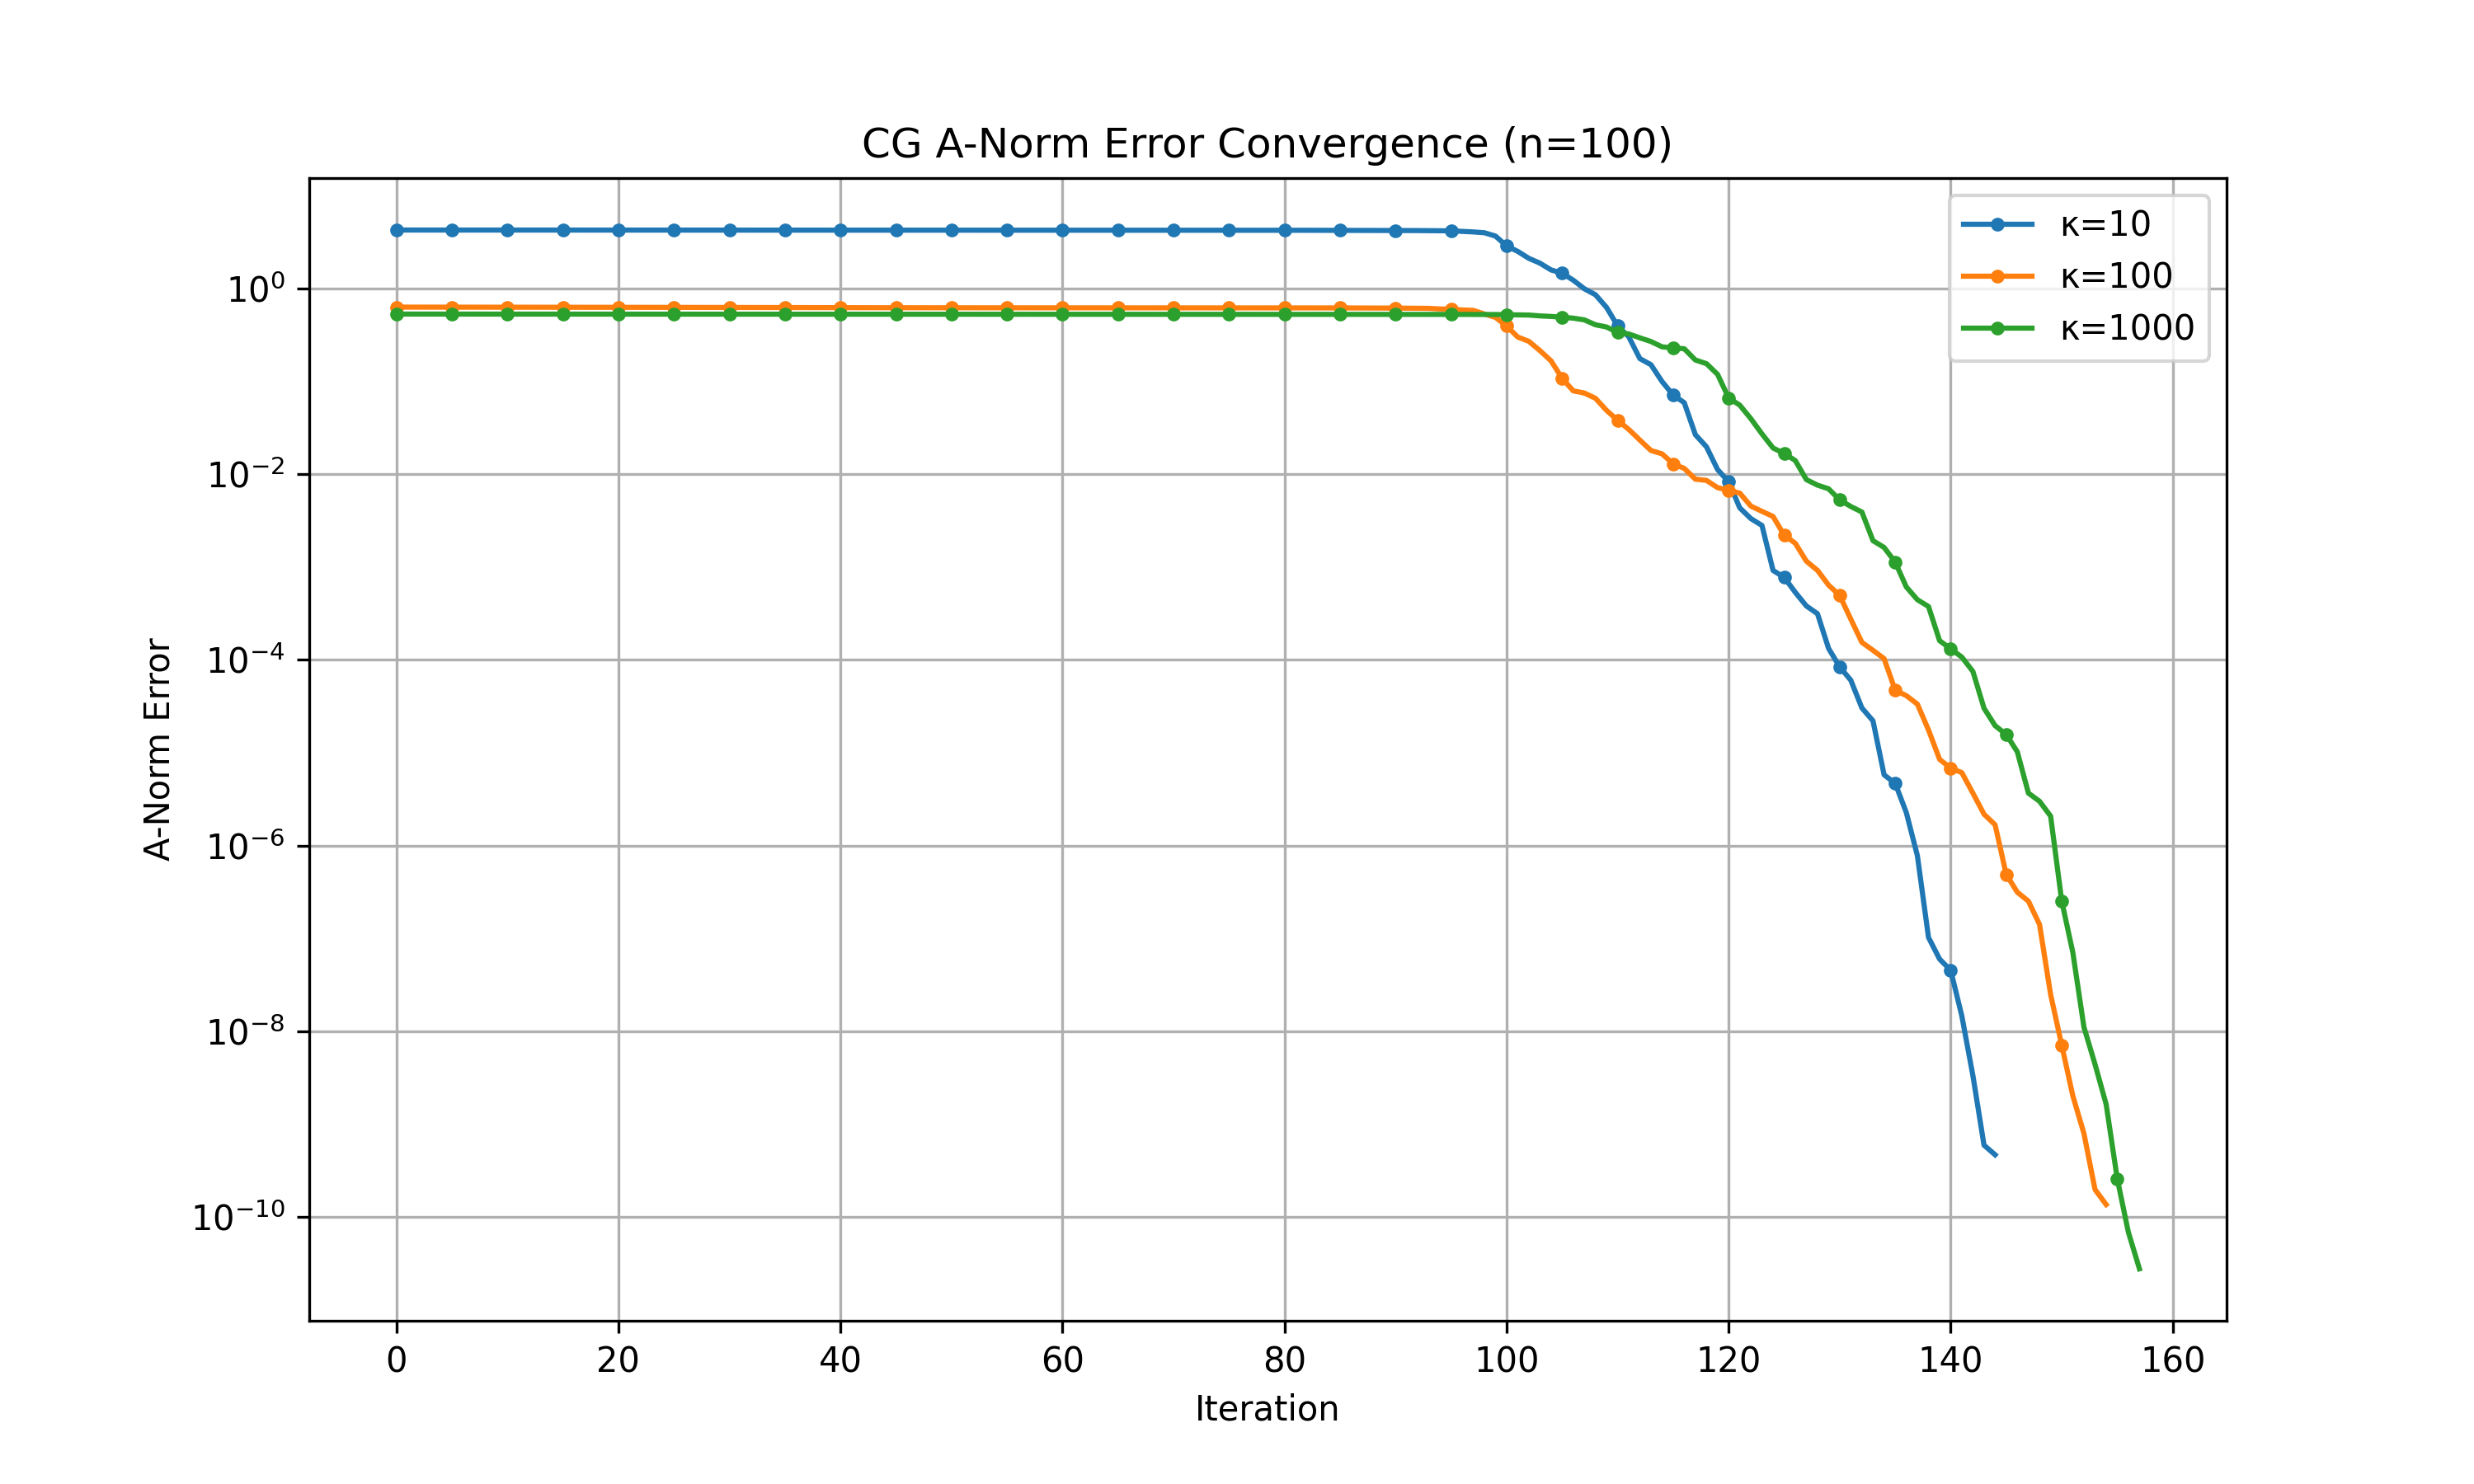 CG A-Norm Error Convergence (n=100)
κ=10
κ=100
κ=1000
A-Norm Error
10⁰
10⁻²
10⁻⁴
10⁻⁶
10⁻⁸
10⁻¹⁰
0 20 40 60 80 100 120 140 160
Iteration